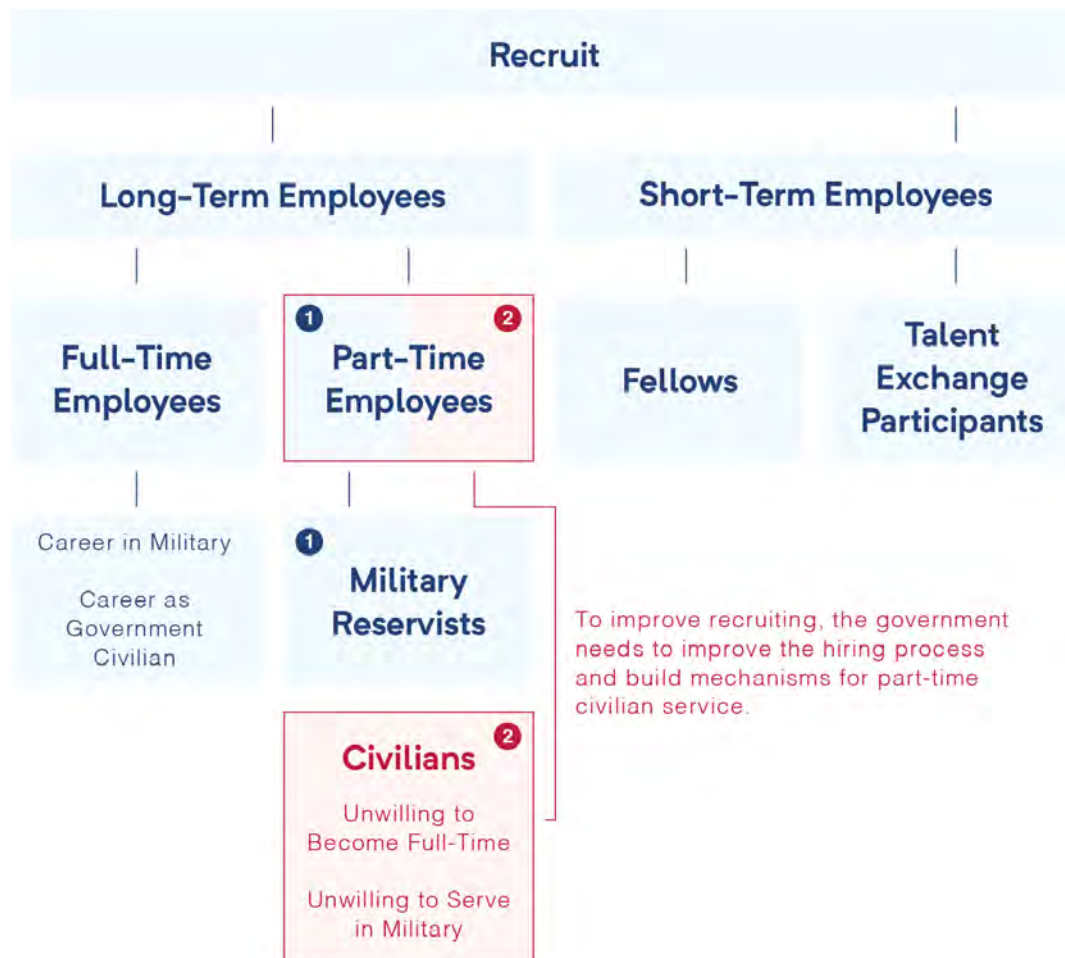 Recruit
Long-Term Employees
Short-Term Employees
Full-Time
Employees
1
2
Part-Time
Employees
Fellows
Talent
Exchange
Participants
Career in Military
Career as
Government
Civilian
1
Military
Reservists
To improve recruiting, the government
needs to improve the hiring process
and build mechanisms for part-time
civilian service.
2
Civilians
Unwilling to
Become Full-Time
Unwilling to Serve
in Military